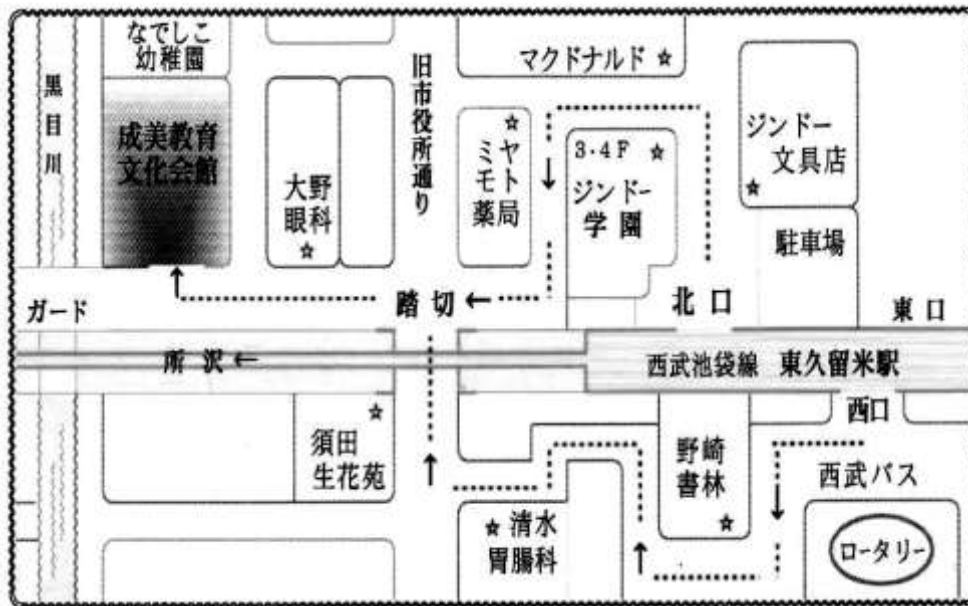 なでしこ
幼稚園
黒目川
成美教育
文化会館
大野
眼科
☆
旧市役所通り
マクドナルド ☆
☆
ミヤモト
薬局
3·4F ☆
ジンドー
学園
ジンドー
文具店
☆
駐車場
ガード
↑
踏切 ←
↓
北口
東口
所沢 ←
西武池袋線 東久留米駅
西口
☆
須田
生花苑
↑
☆ 清水
胃腸科
野崎
書林
☆
↑
↓
西武バス
ロータリー